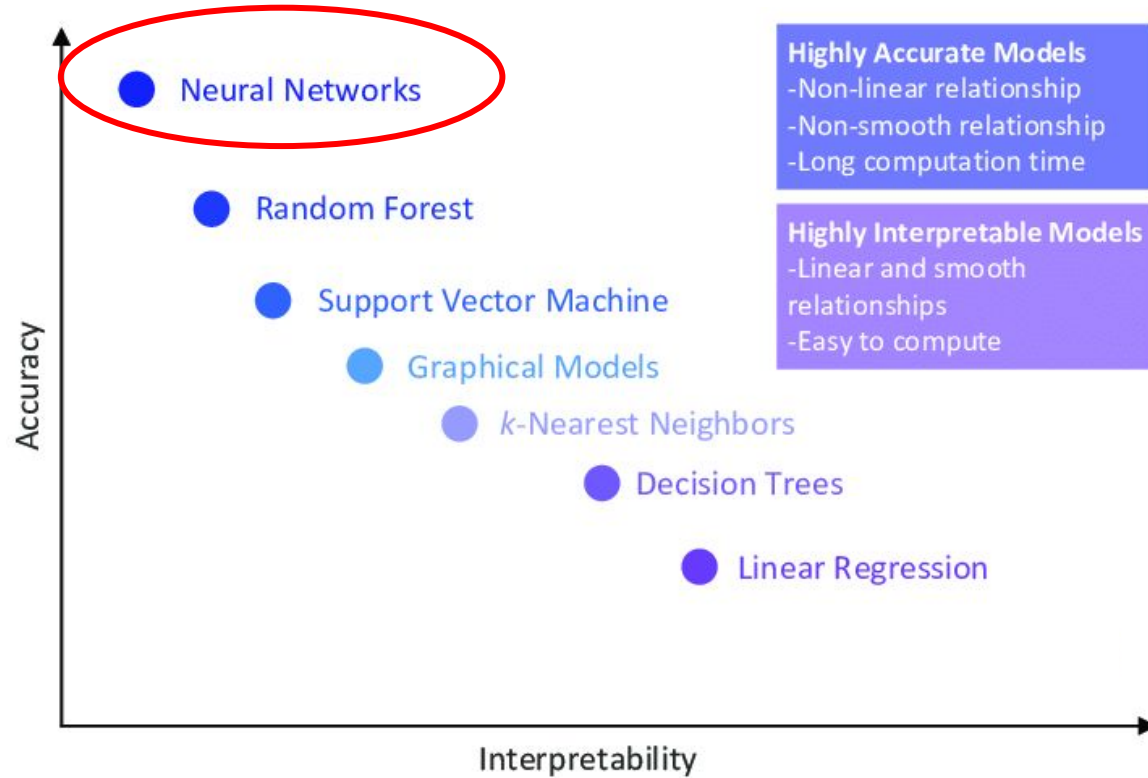 Neural Networks
Random Forest
Support Vector Machine
Graphical Models
k-Nearest Neighbors
Decision Trees
Linear Regression
Highly Accurate Models
-Non-linear relationship
-Non-smooth relationship
-Long computation time
Highly Interpretable Models
-Linear and smooth
relationships
-Easy to compute
Accuracy
Interpretability